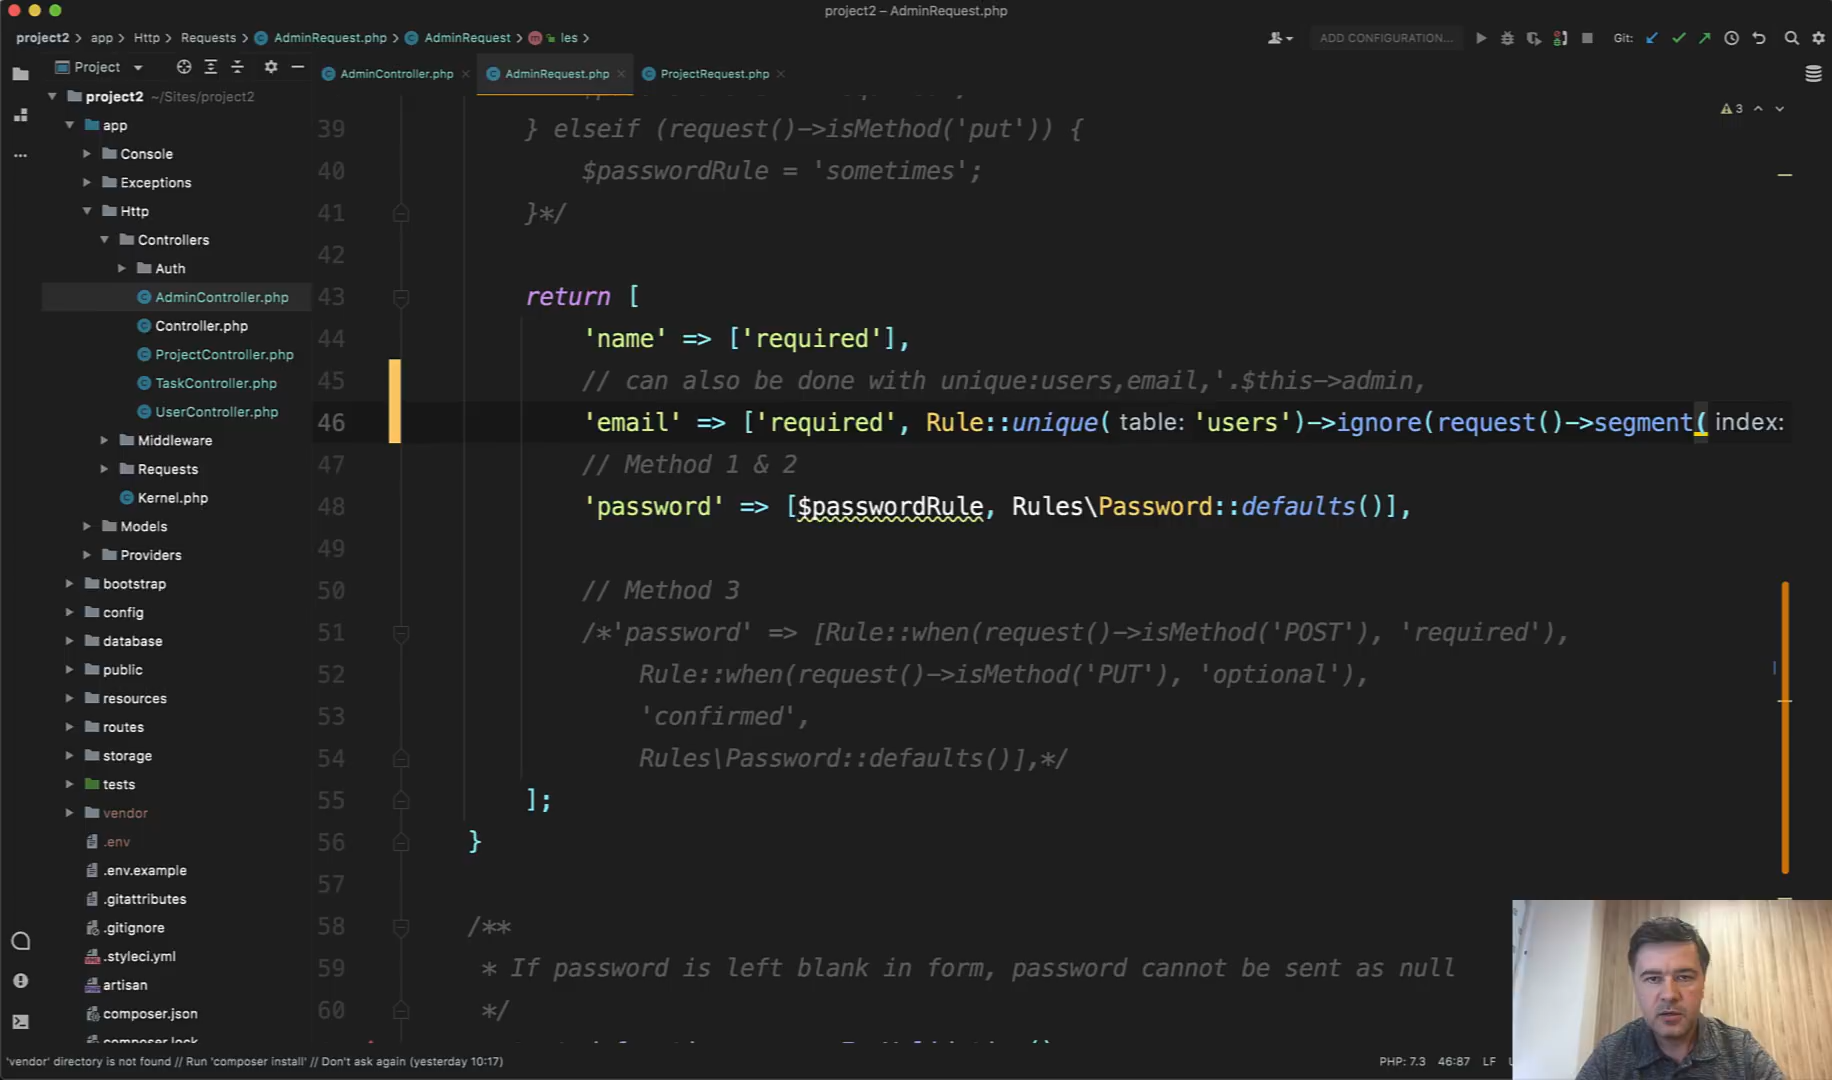 project2 – AdminRequest.php
project2 > app > Http > Requests > AdminRequest.php > AdminRequest > les >
ADD CONFIGURATION...
Git:
Project
AdminController.php
AdminRequest.php
ProjectRequest.php
3
project2 ~/Sites/project2
app
Console
Exceptions
Http
Controllers
Auth
AdminController.php
Controller.php
ProjectController.php
TaskController.php
UserController.php
Middleware
Requests
Kernel.php
Models
Providers
bootstrap
config
database
public
resources
routes
storage
tests
vendor
.env
.env.example
.gitattributes
.gitignore
.styleci.yml
artisan
composer.json
composer.lock
39 } elseif (request()->isMethod('put')) {
40 $passwordRule = 'sometimes';
41 }*/
42
43 return [
44 'name' => ['required'],
45 // can also be done with unique:users,email,'.$this->admin,
46 'email' => ['required', Rule::unique( table: 'users')->ignore(request()->segment( index:
47 // Method 1 & 2
48 'password' => [$passwordRule, Rules\Password::defaults()],
49
50 // Method 3
51 /*'password' => [Rule::when(request()->isMethod('POST'), 'required'),
52 Rule::when(request()->isMethod('PUT'), 'optional'),
53 'confirmed',
54 Rules\Password::defaults()],*/
55 ];
56 }
57
58 /**
59 * If password is left blank in form, password cannot be sent as null
60 */
'vendor' directory is not found // Run 'composer install' // Don't ask again (yesterday 10:17)
PHP: 7.3 46:87 LF